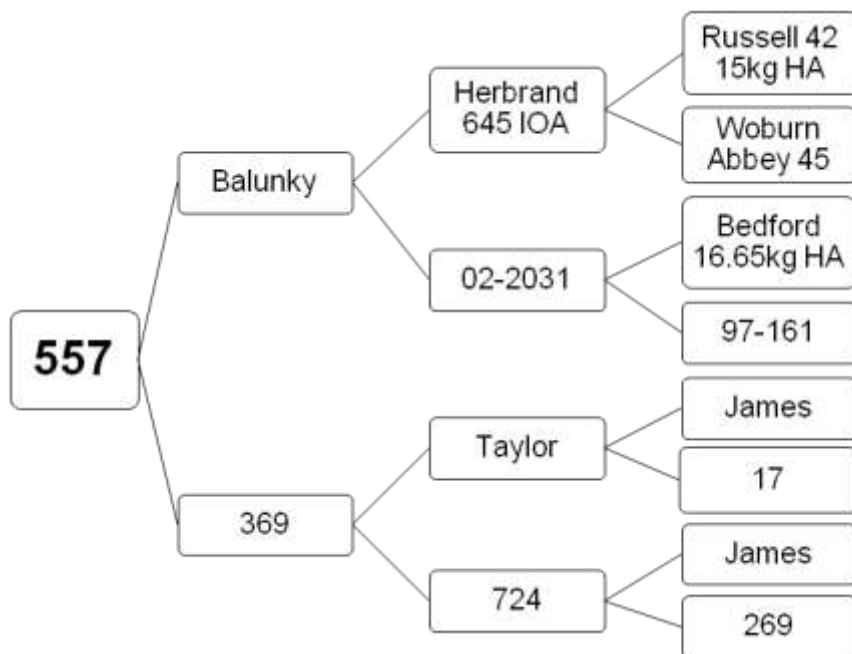 557
Balunky
369
Herbrand
645 IOA
02-2031
Taylor
724
Russell 42
15kg HA
Woburn
Abbey 45
Bedford
16.65kg HA
97-161
James
17
James
269